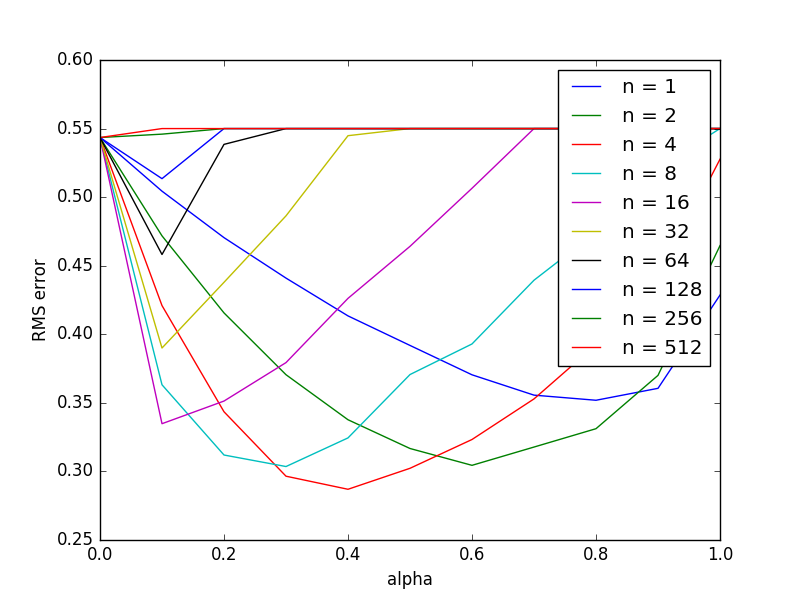 0.60
0.55
0.50
0.45
0.40
0.35
0.30
0.25
RMS error
n = 1
n = 2
n = 4
n = 8
n = 16
n = 32
n = 64
n = 128
n = 256
n = 512
0.0 0.2 0.4 0.6 0.8 1.0
alpha